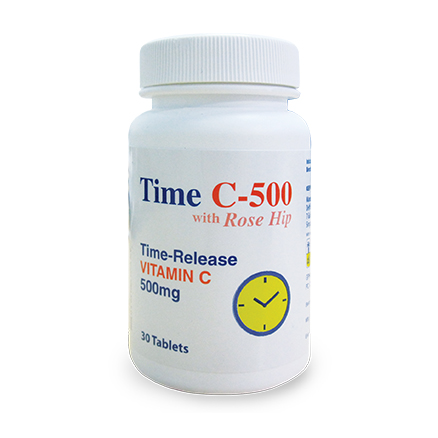 Time C-500
with Rose Hip
Time-Release
VITAMIN C
500mg
30 Tablets